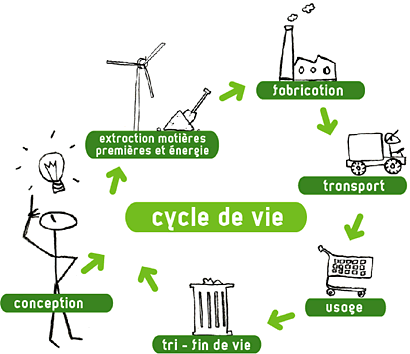 fabrication
extraction matières
premières et énergie
transport
cycle de vie
conception
usage
tri - fin de vie